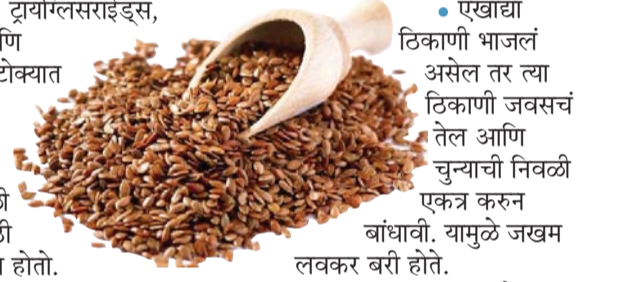 ट्रायग्लिसराईड्स,
णि
टोक्यात
ठी
होतो.
• एखाद्या
ठिकाणी भाजलं
असेल तर त्या
ठिकाणी जवसचं
तेल आणि
चुन्याची निवळी
एकत्र करुन
बांधावी. यामुळे जखम
लवकर बरी होते.